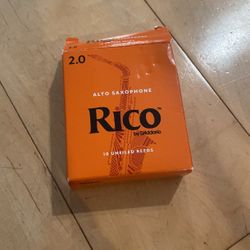 2.0
ALTO SAXOPHONE
RICO
by D'Addario
10 UNFILED REEDS